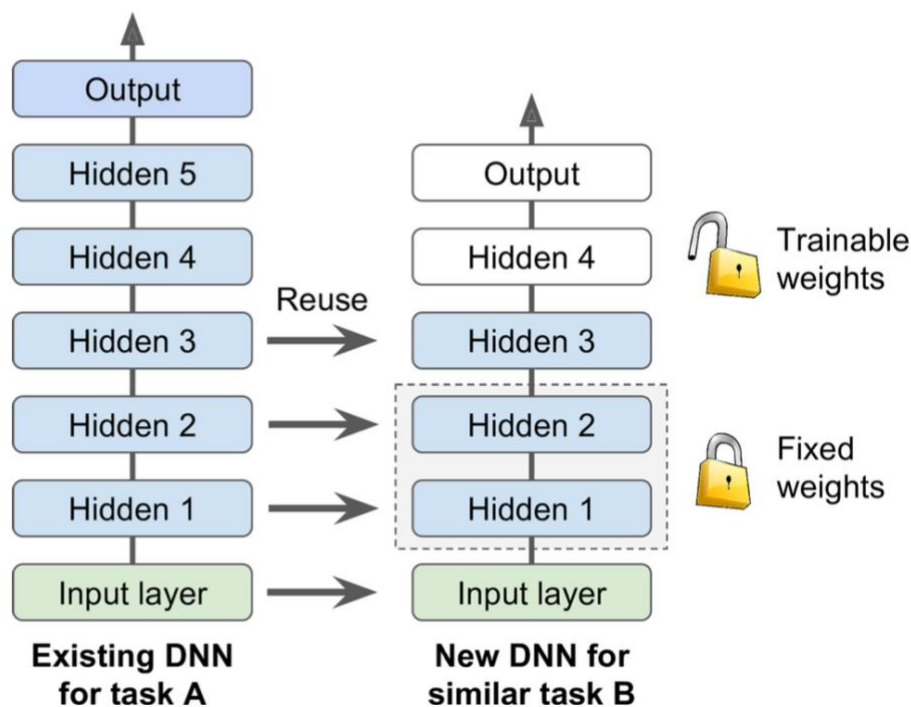 Output
Hidden 5
Hidden 4
Hidden 3
Hidden 2
Hidden 1
Input layer
Existing DNN
for task A
Reuse
Output
Hidden 4
Hidden 3
Hidden 2
Hidden 1
Input layer
New DNN for
similar task B
Trainable
weights
Fixed
weights